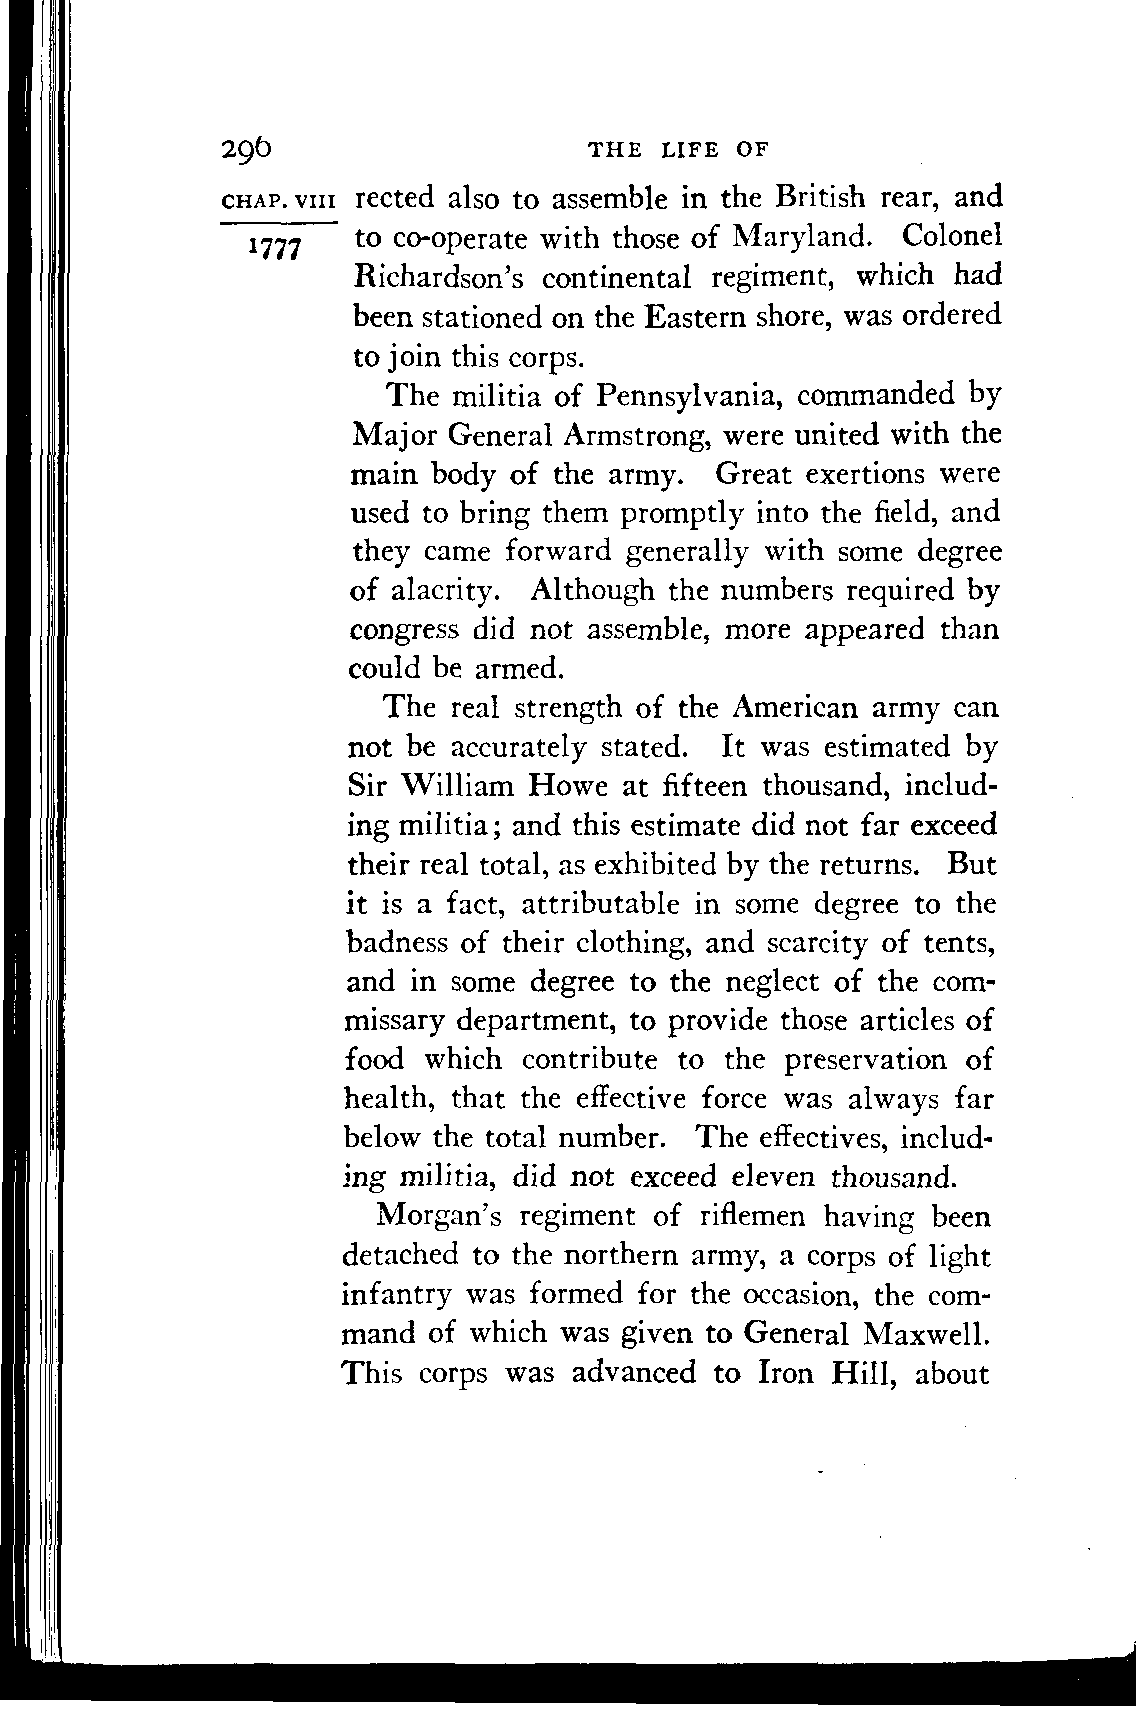 296 THE LIFE OF
CHAP. VIII rected also to assemble in the British rear, and
1777 to co-operate with those of Maryland. Colonel
Richardson's continental regiment, which had
been stationed on the Eastern shore, was ordered
to join this corps.
The militia of Pennsylvania, commanded by
Major General Armstrong, were united with the
main body of the army. Great exertions were
used to bring them promptly into the field, and
they came forward generally with some degree
of alacrity. Although the numbers required by
congress did not assemble, more appeared than
could be armed.
The real strength of the American army can
not be accurately stated. It was estimated by
Sir William Howe at fifteen thousand, includ-
ing militia; and this estimate did not far exceed
their real total, as exhibited by the returns. But
it is a fact, attributable in some degree to the
badness of their clothing, and scarcity of tents,
and in some degree to the neglect of the com-
missary department, to provide those articles of
food which contribute to the preservation of
health, that the effective force was always far
below the total number. The effectives, includ-
ing militia, did not exceed eleven thousand.
Morgan's regiment of riflemen having been
detached to the northern army, a corps of light
infantry was formed for the occasion, the com-
mand of which was given to General Maxwell.
This corps was advanced to Iron Hill, about